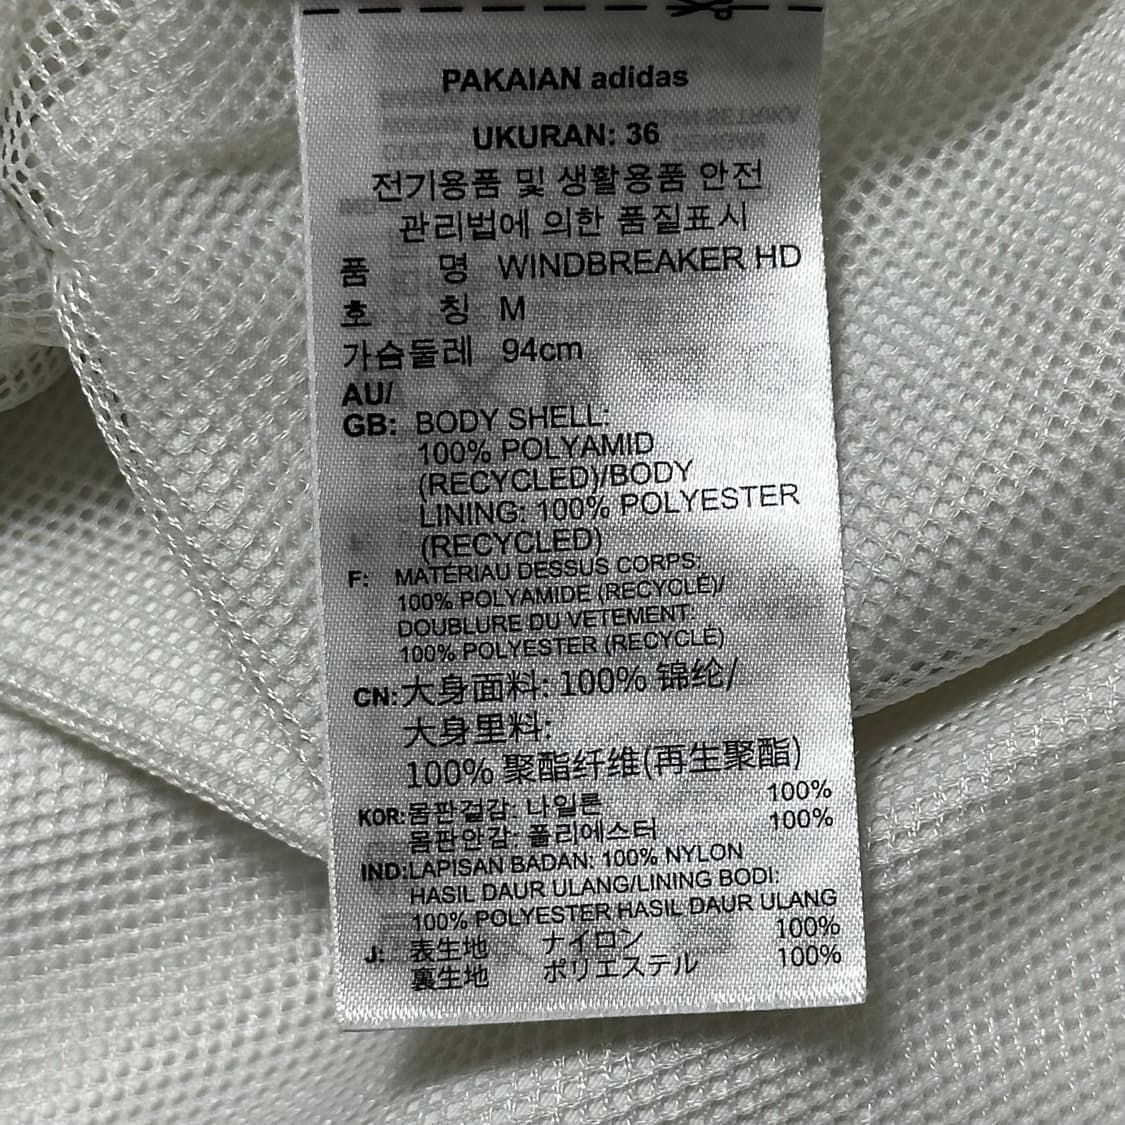 PAKAIAN adidas
UKURAN: 36
전기용품 및 생활용품 안전
관리법에 의한 품질표시
품 명 WINDBREAKER HD
호 칭 M
가슴둘레 94cm
AU/
GB: BODY SHELL:
100% POLYAMID
(RECYCLED)/BODY
LINING: 100% POLYESTER
(RECYCLED)
F: MATÉRIAU DESSUS CORPS:
100% POLYAMIDE (RECYCLÉ)/
DOUBLURE DU VETEMENT:
100% POLYESTER (RECYCLÉ)
CN:大身面料: 100% 锦纶/
大身里料:
100% 聚酯纤维(再生聚酯)
KOR:몸판겉감: 나일론 100%
몸판안감: 폴리에스터 100%
IND:LAPISAN BADAN: 100% NYLON
HASIL DAUR ULANG/LINING BODI:
100% POLYESTER HASIL DAUR ULANG
J: 表生地 ナイロン 100%
裏生地 ポリエステル 100%